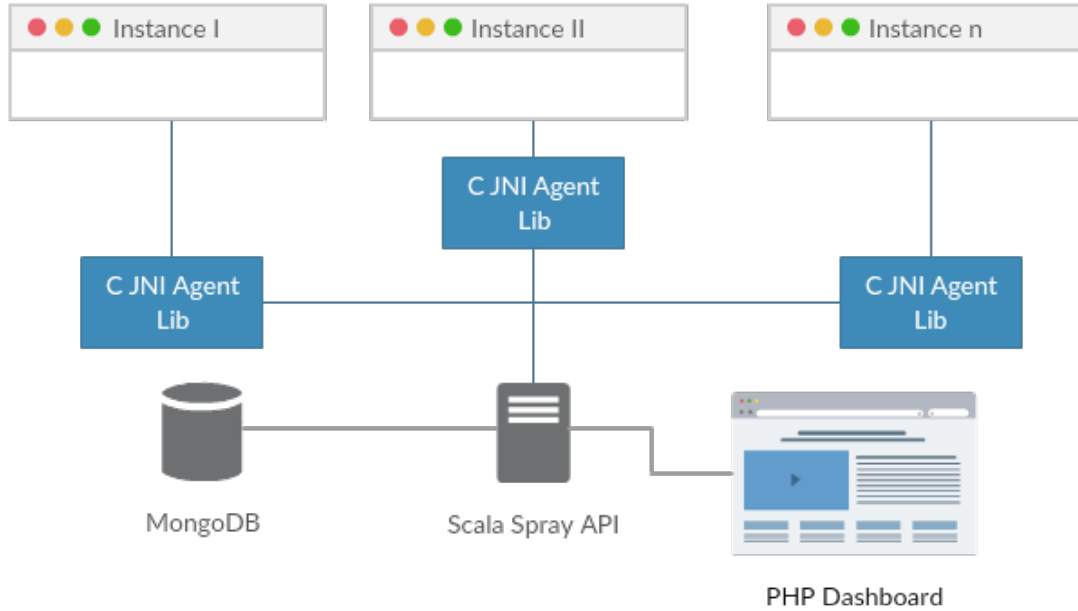 Instance I
Instance II
Instance n
C JNI Agent
Lib
C JNI Agent
Lib
C JNI Agent
Lib
MongoDB
Scala Spray API
PHP Dashboard